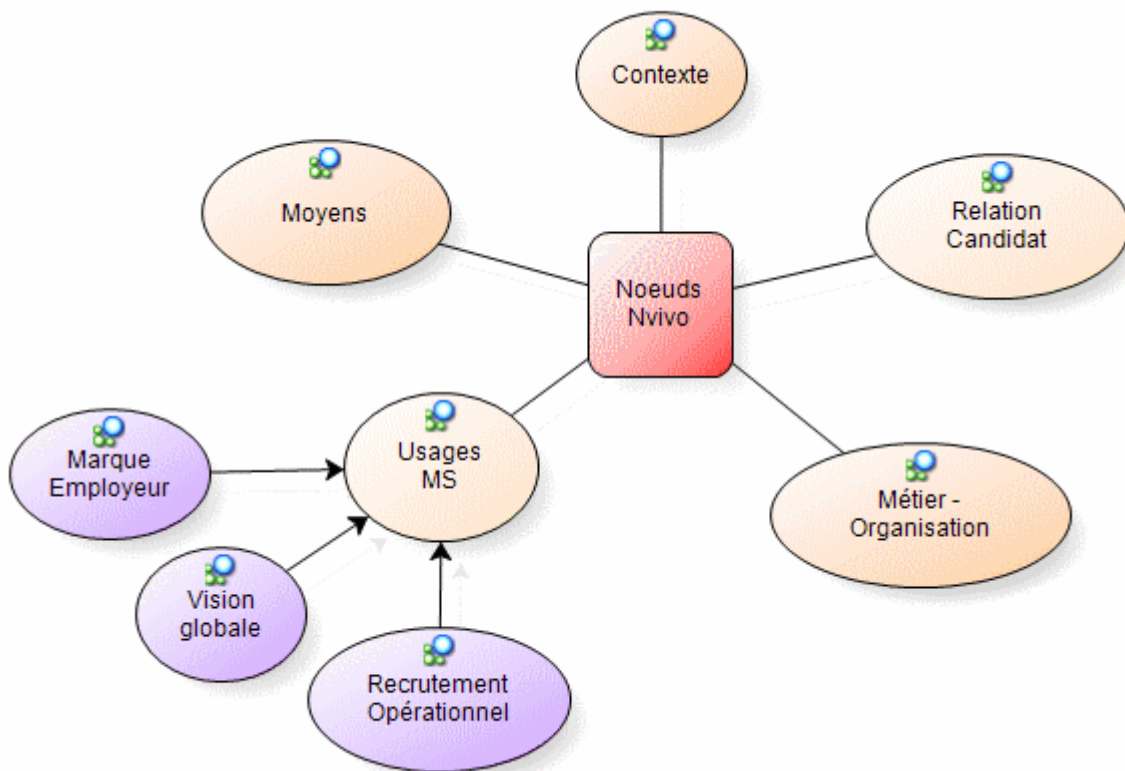 Contexte
Moyens
Relation
Candidat
Noeuds
Nvivo
Usages
MS
Marque
Employeur
Métier -
Organisation
Vision
globale
Recrutement
Opérationnel